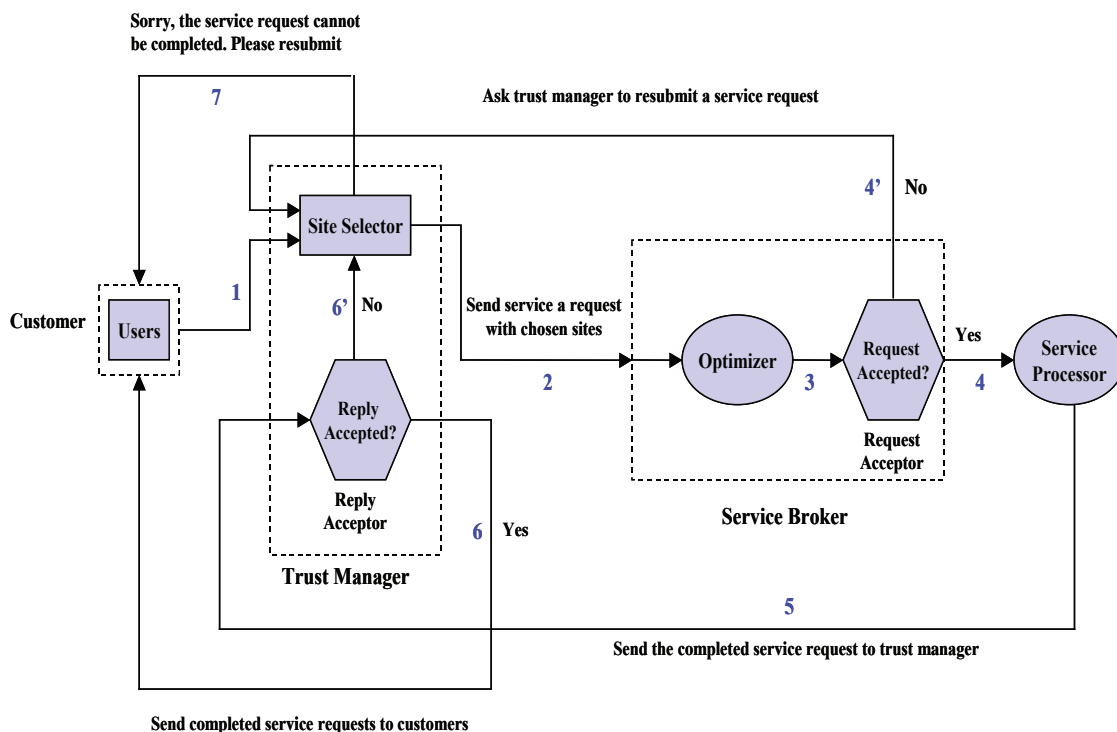 Sorry, the service request cannot
be completed. Please resubmit
7
Ask trust manager to resubmit a service request
4’
No
Site Selector
1
6’
No
Send service a request
with chosen sites
Customer
Users
2
Optimizer
3
Request
Accepted?
Yes
4
Service
Processor
Reply
Accepted?
Request
Acceptor
Reply
Acceptor
6
Yes
Service Broker
Trust Manager
5
Send the completed service request to trust manager
Send completed service requests to customers